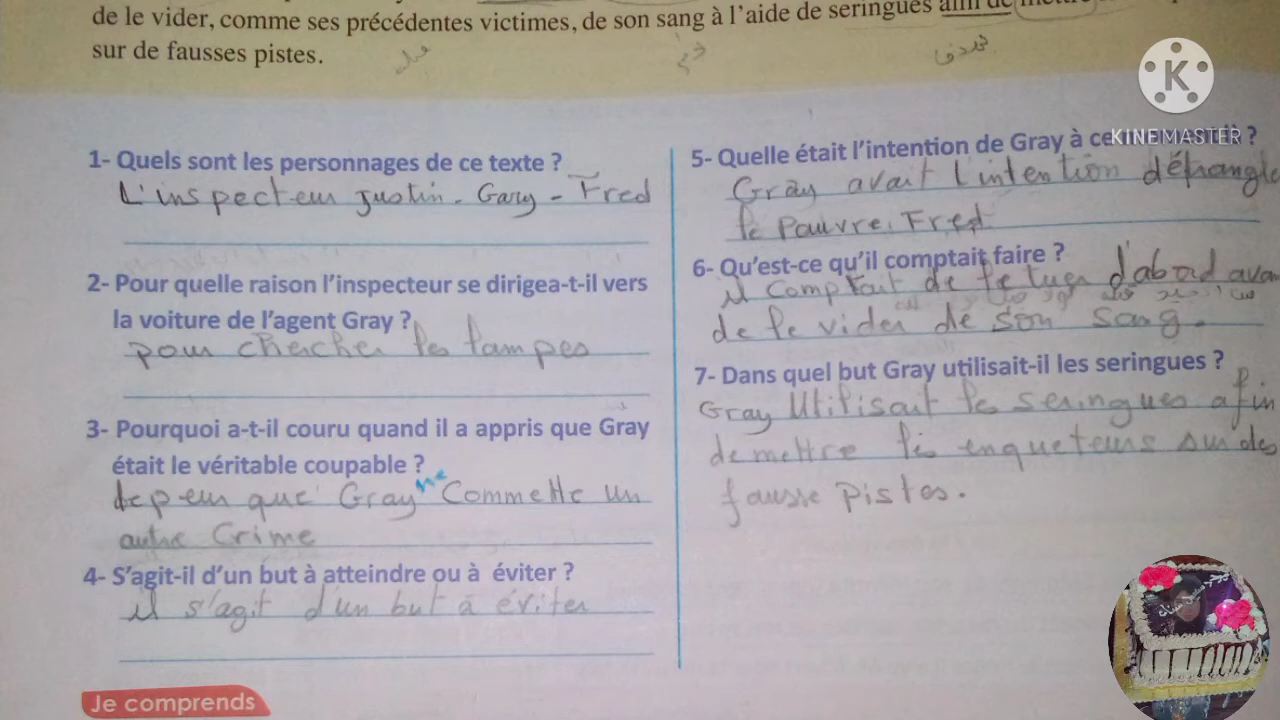 de le vider, comme ses précédentes victimes, de son sang à l'aide de seringues afin de
sur de fausses pistes.
KINEMASTER
1- Quels sont les personnages de ce texte ?
L'inspecteur Justin - Gary - Fred
2- Pour quelle raison l'inspecteur se dirigea-t-il vers
la voiture de l'agent Gray ?
pour chercher les lampes
3- Pourquoi a-t-il couru quand il a appris que Gray
était le véritable coupable ?
de peur que Gray ne Commette un
autre Crime
4- S'agit-il d'un but à atteindre ou à éviter ?
il s'agit d'un but à éviter
Je comprends
5- Quelle était l'intention de Gray à ce ?
Gray avait l'intention d'étrangle
le pauvre Fred
6- Qu'est-ce qu'il comptait faire ?
il comptait de le tuer d'abord avan
de le vider de son sang.
7- Dans quel but Gray utilisait-il les seringues ?
Gray Utilisait les seringues afin
de mettre les enqueteurs sur des
fausse pistes.